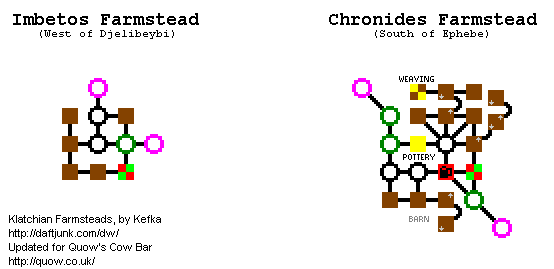 Imbetos Farmstead
(West of Djelibeybi)
Chronides Farmstead
(South of Ephebe)
WEAVING
POTTERY
BARN
Klatchian Farmsteads, by Kefka
http://daftjunk.com/dw/
Updated for Quow's Cow Bar
http://quow.co.uk/